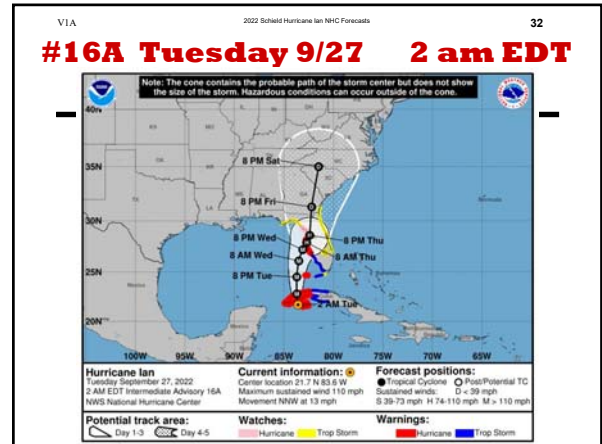 V1A 2022 Schield Hurricane Ian NHC Forecasts 32
#16A Tuesday 9/27 2 am EDT
Note: The cone contains the probable path of the storm center but does not show
the size of the storm. Hazardous conditions can occur outside of the cone.
40N
35N
8 PM Sat
8 PM Fri
30N
8 PM Wed
8 PM Thu
8 AM Wed
8 AM Thu
25N
8 PM Tue
2 AM Tue
20N
100W 95W 90W 85W 80W 75W 70W 65W
Hurricane Ian
Tuesday September 27, 2022
2 AM EDT Intermediate Advisory 16A
NWS National Hurricane Center
Current information:
Center location 21.7 N 83.6 W
Maximum sustained wind 110 mph
Movement NNW at 13 mph
Forecast positions:
Tropical Cyclone Post/Potential TC
Sustained winds: D < 39 mph
S 39-73 mph H 74-110 mph M > 110 mph
Potential track area:
Day 1-3 Day 4-5
Watches:
Hurricane Trop Storm
Warnings:
Hurricane Trop Storm